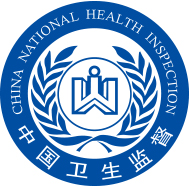 CHINA NATIONAL HEALTH INSPECTION
中国卫生监督